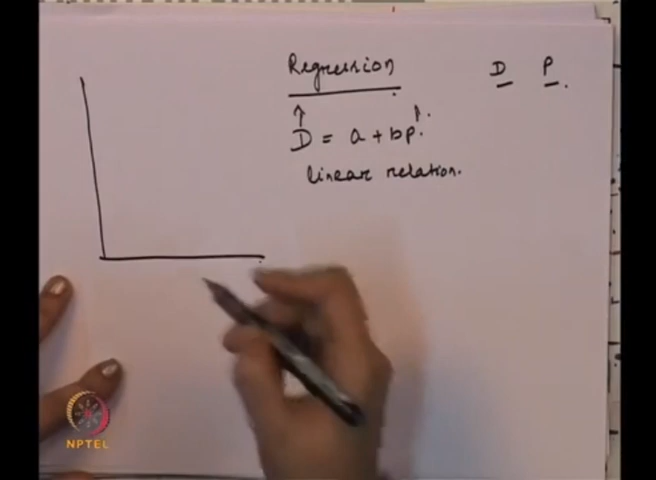 Regression
D P.
D = a + bp.
linear relation.
NPTEL